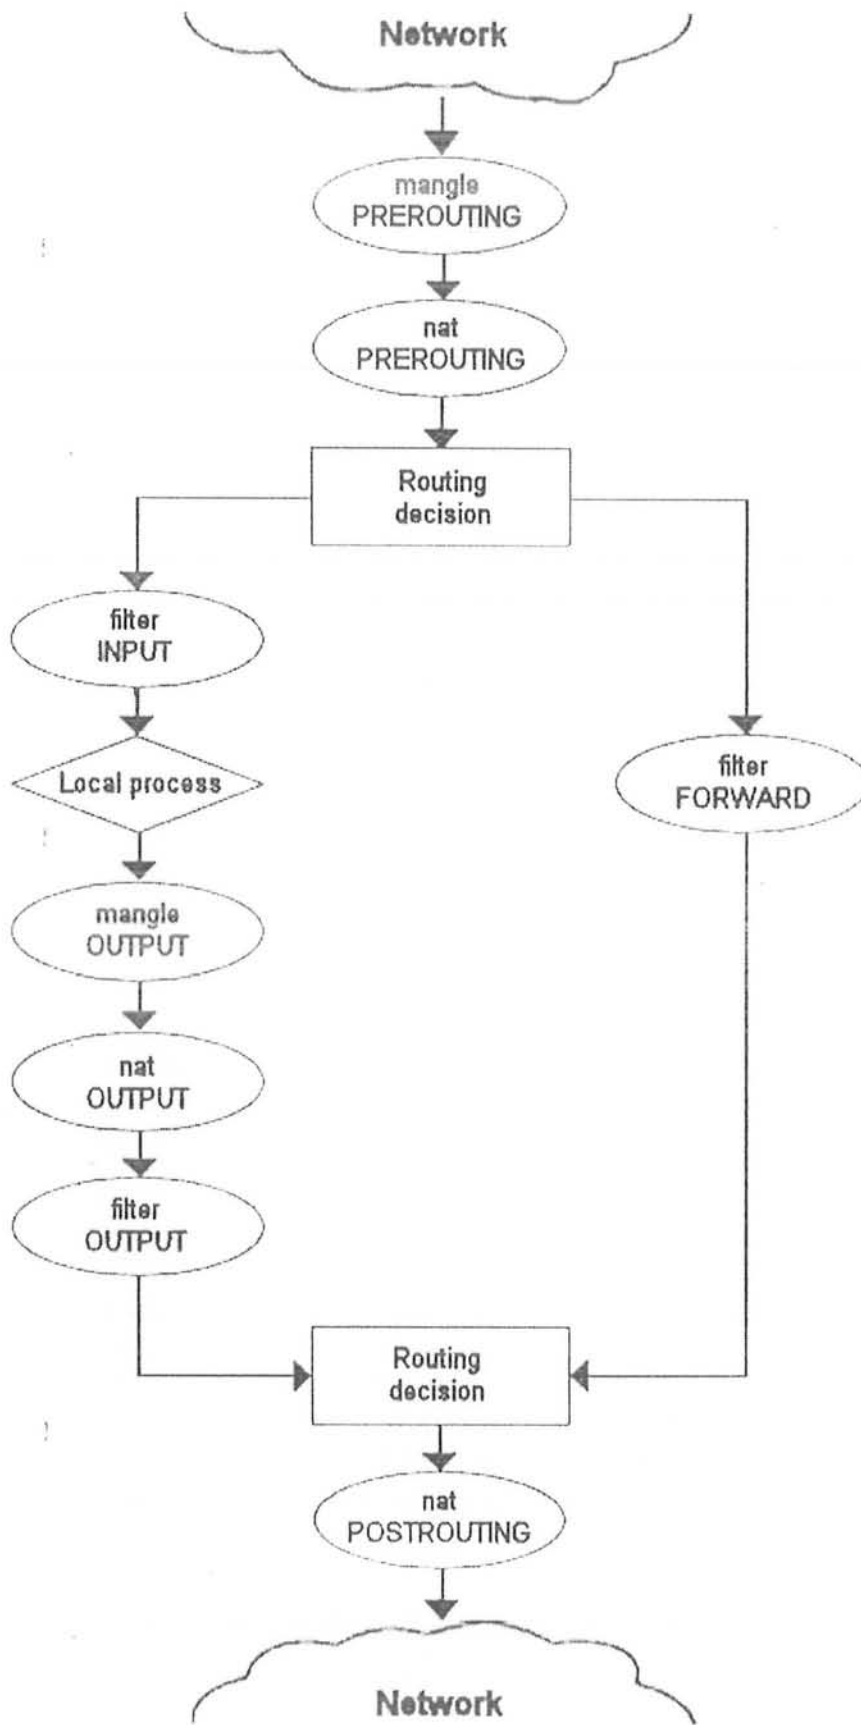 Network
mangle
PREROUTING
nat
PREROUTING
Routing
decision
filter
INPUT
Local process
filter
FORWARD
mangle
OUTPUT
nat
OUTPUT
filter
OUTPUT
Routing
decision
nat
POSTROUTING
Network